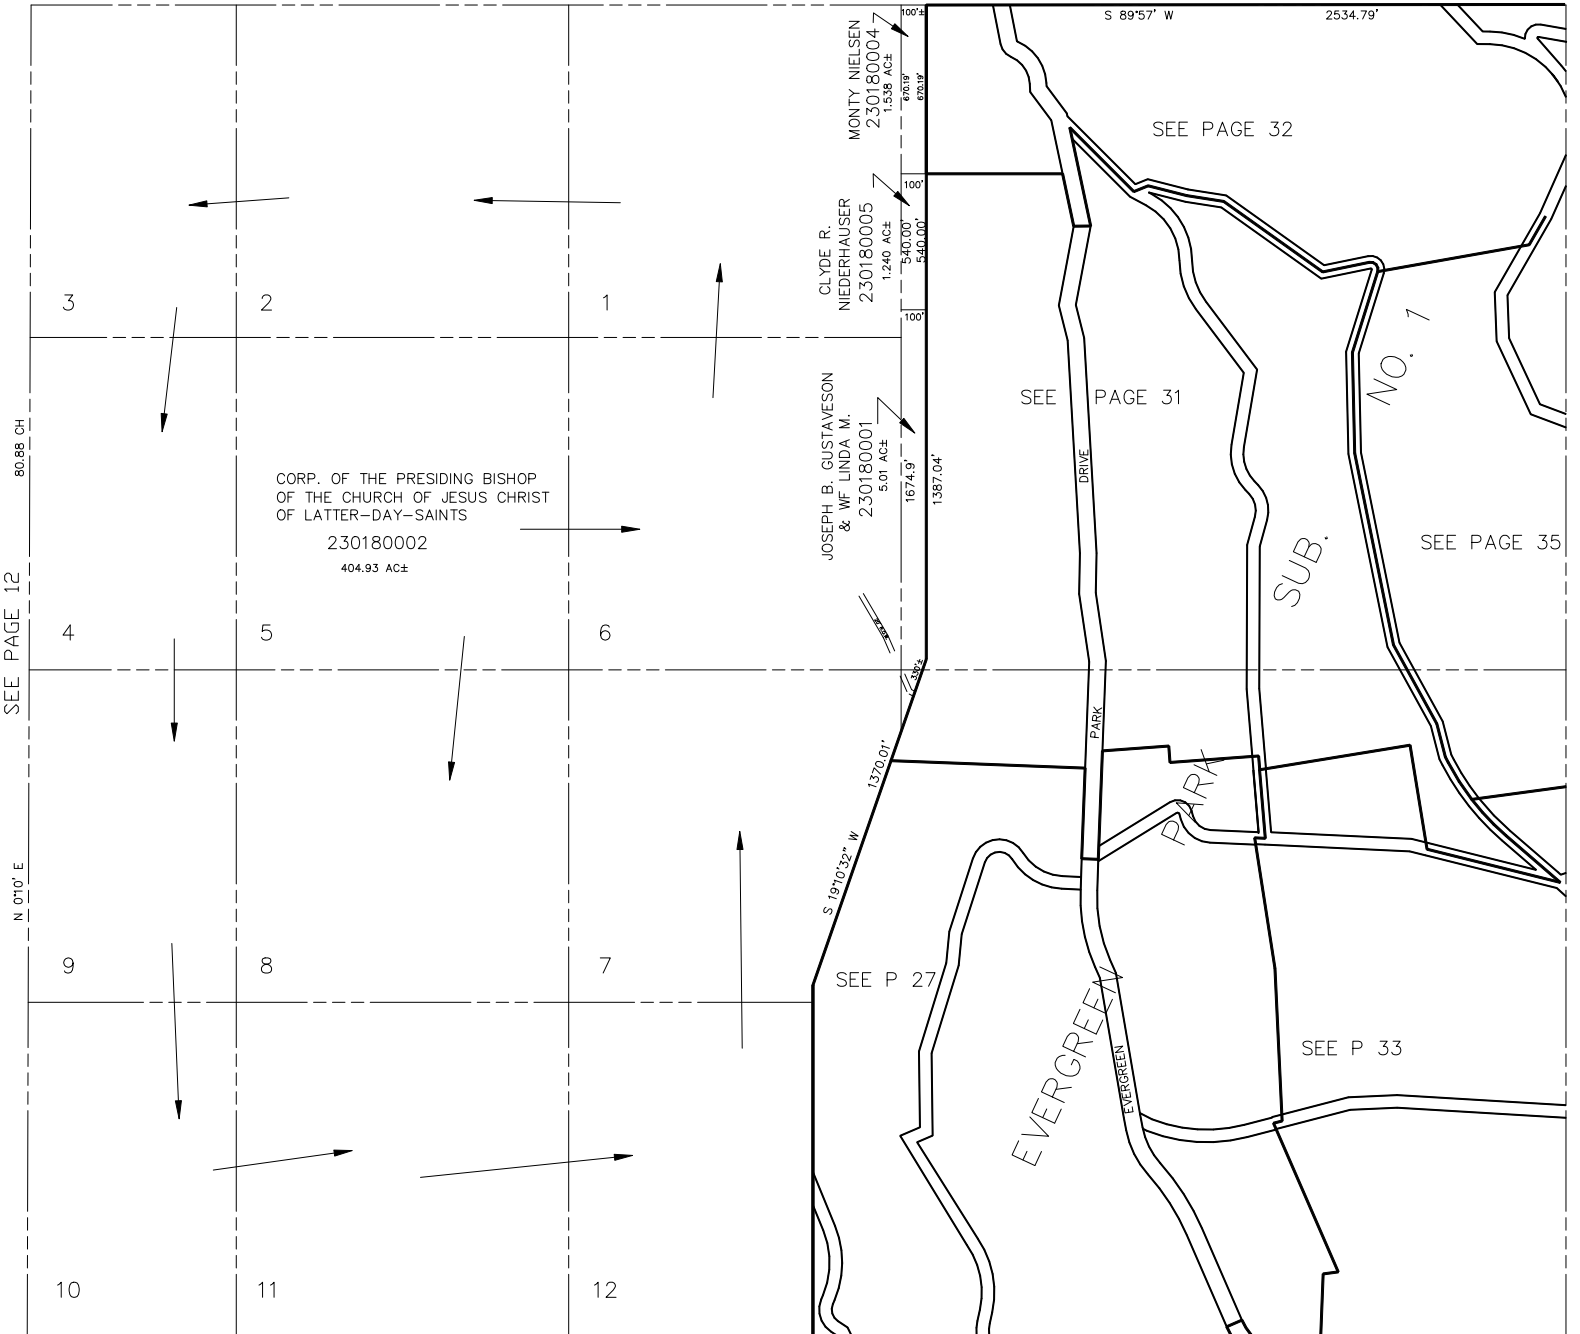 100'±
S 89°57' W
2534.79'
MONTY NIELSEN
230180004
1.538 AC±
670.19'
670.19'
SEE PAGE 32
100'
CLYDE R.
NIEDERHAUSER
230180005
1.240 AC±
540.00'
540.00'
3
2
1
100'
NO. 1
SEE PAGE 31
JOSEPH B. GUSTAVESON
& WF LINDA M.
230180001
5.01 AC±
1674.9'
1387.04'
80.88 CH
DRIVE
CORP. OF THE PRESIDING BISHOP
OF THE CHURCH OF JESUS CHRIST
OF LATTER-DAY-SAINTS
230180002
404.93 AC±
SUB.
SEE PAGE 35
SEE PAGE 12
4
5
6
330'±
PARK
1370.01'
PARK
S 19°10'32" W
N 0°10' E
9
8
7
SEE P 27
EVERGREEN
SEE P 33
EVERGREEN
10
11
12